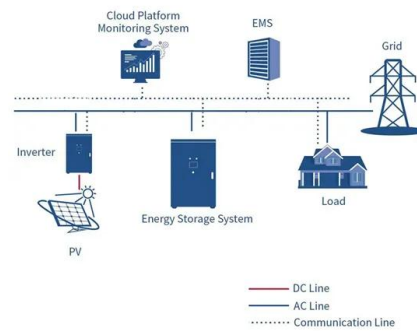 Cloud Platform
Monitoring System
EMS
Grid
Inverter
Energy Storage System
Load
PV
DC Line
AC Line
Communication Line